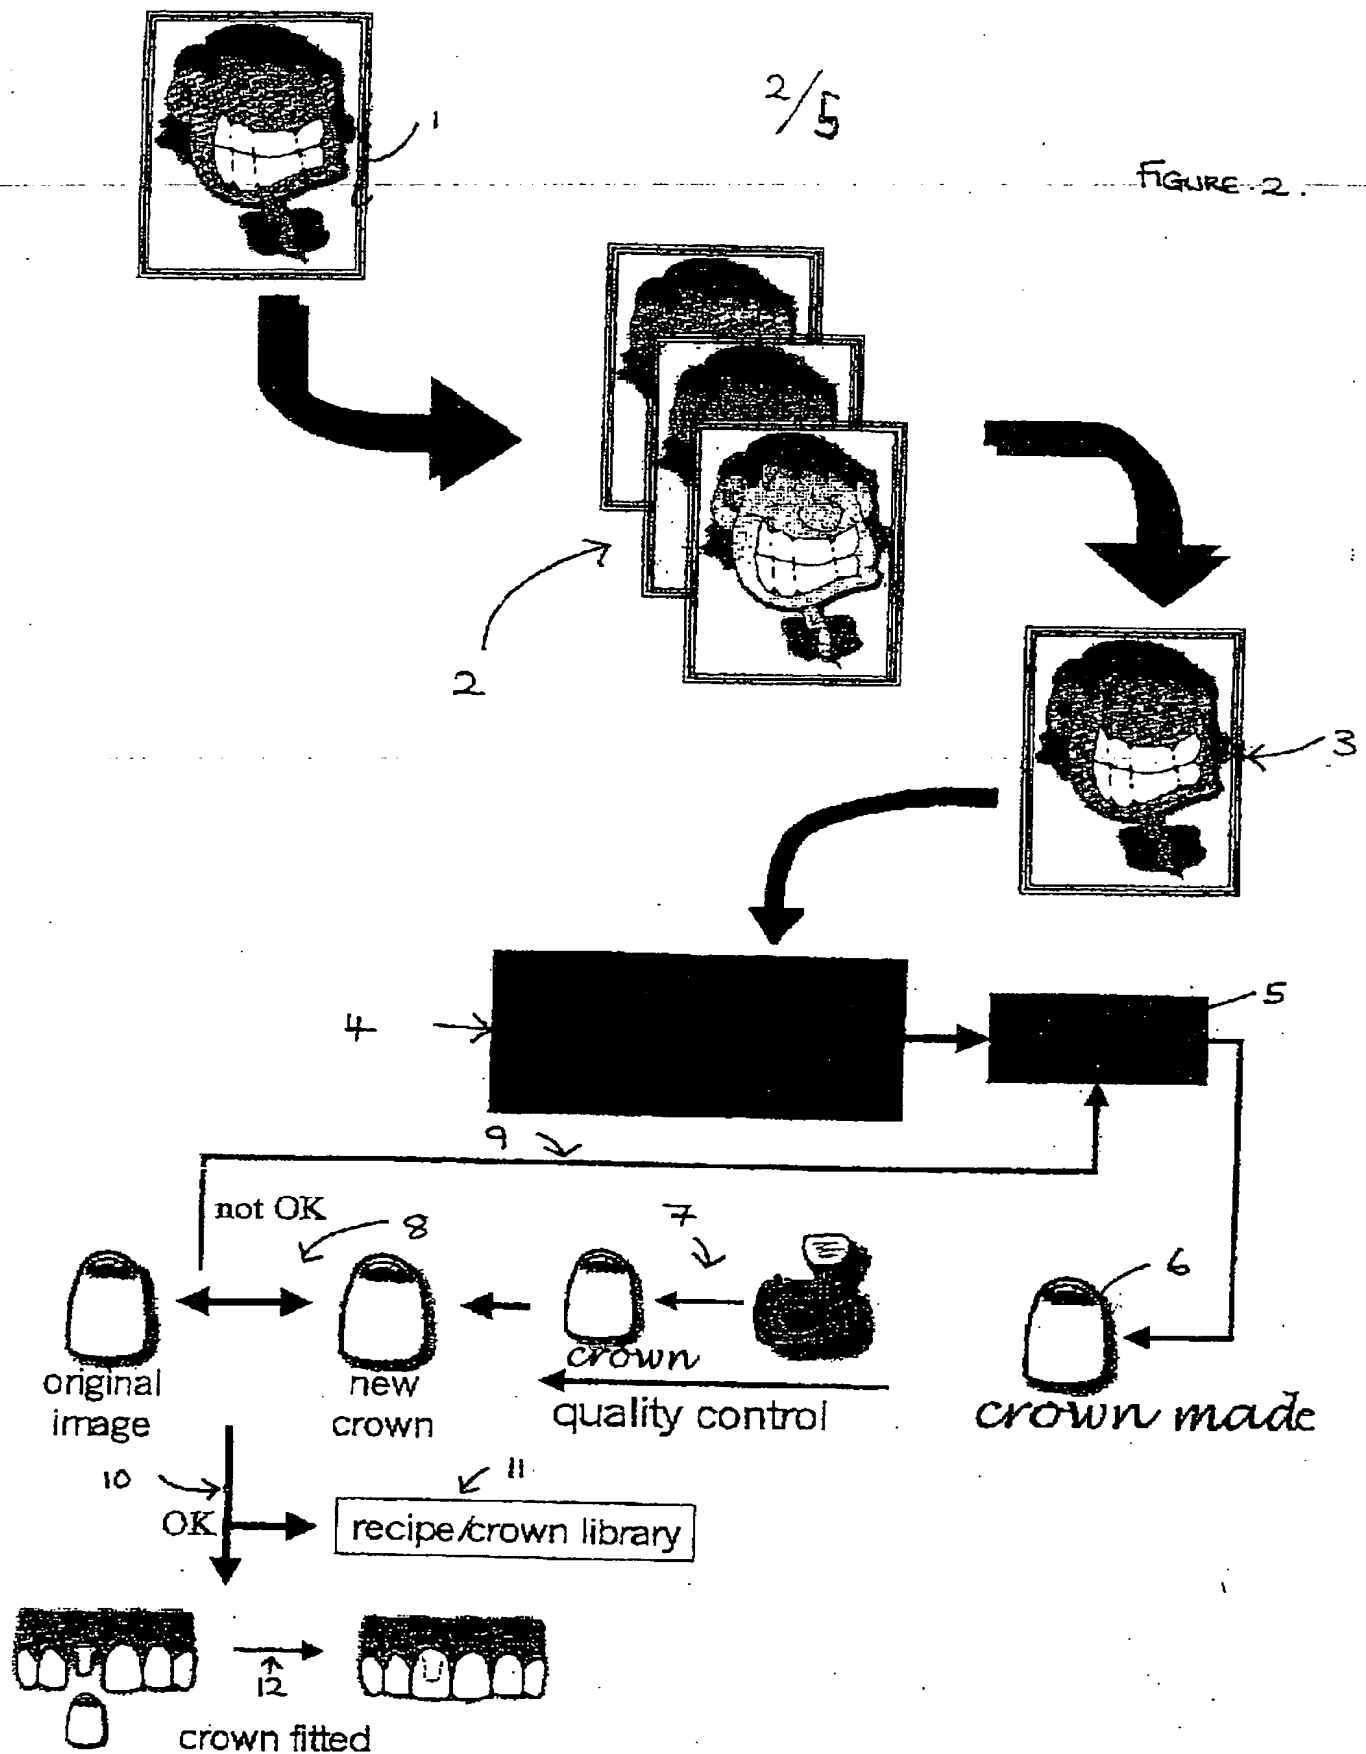 2/5
FIGURE.2.
1
2
3
4
5
9
not OK
8
7
6
original
image
new
crown
crown
quality control
crown made
10
11
OK
recipe/crown library
12
crown fitted